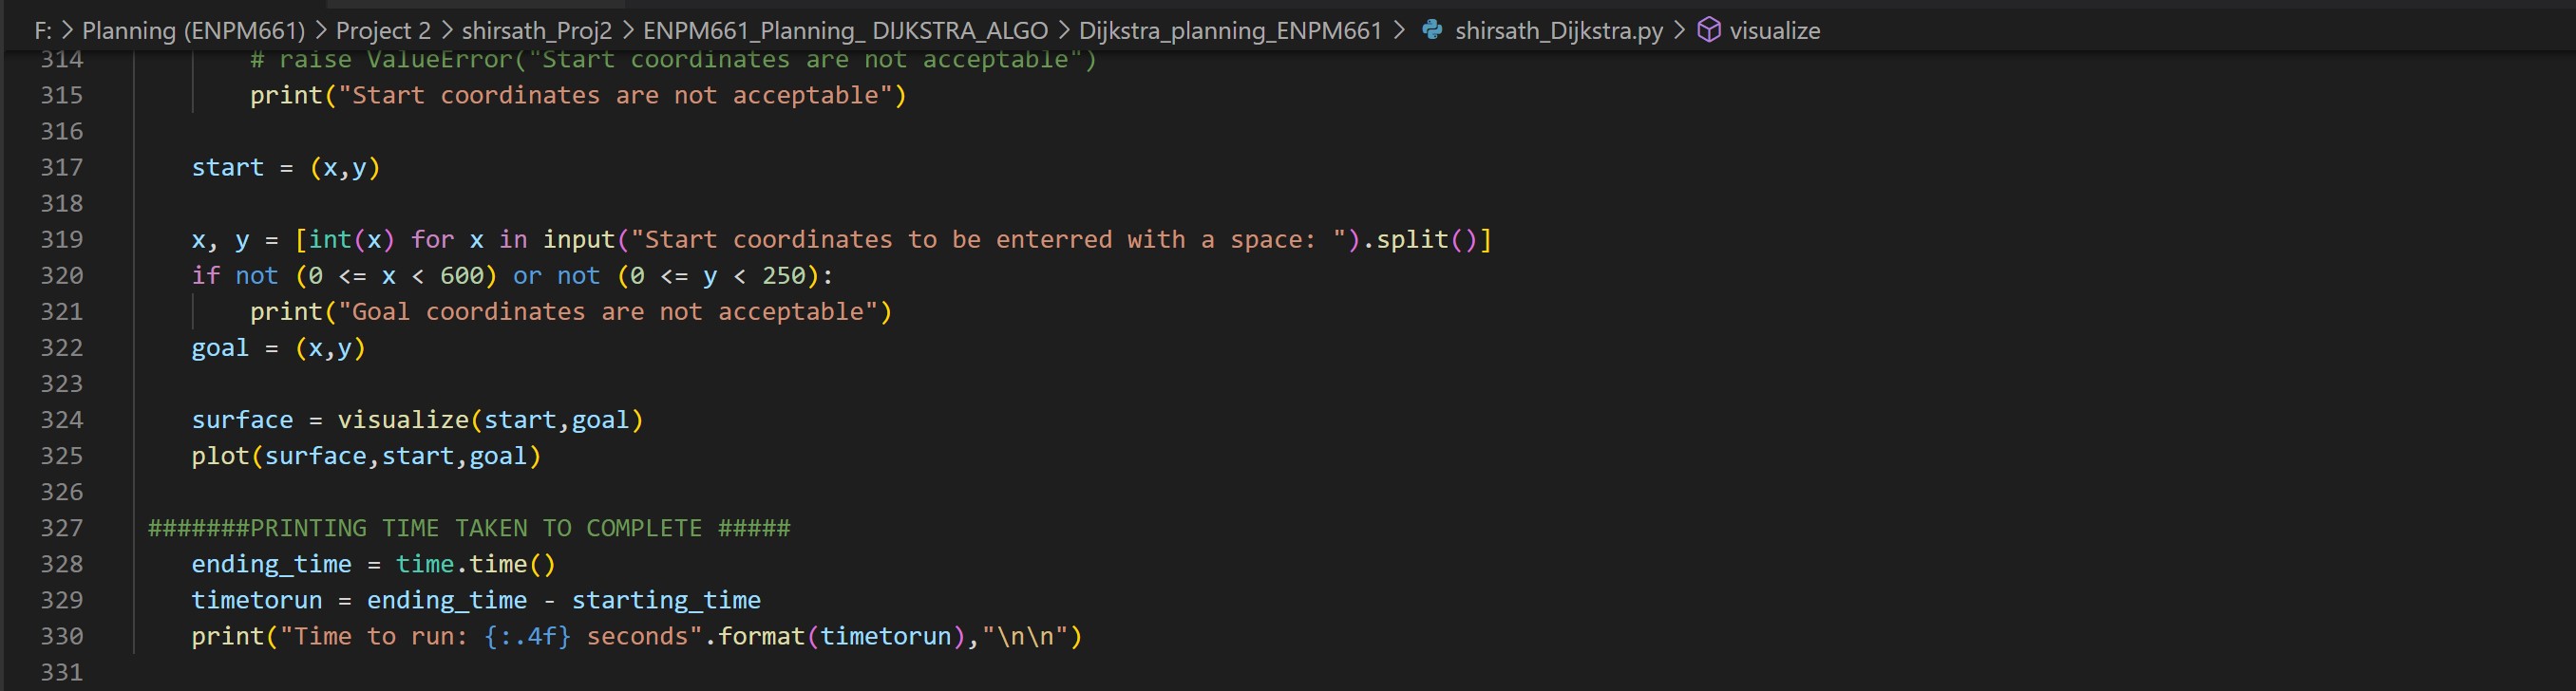 F: > Planning (ENPM661) > Project 2 > shirsath_Proj2 > ENPM661_Planning_ DIJKSTRA_ALGO > Dijkstra_planning_ENPM661 > shirsath_Dijkstra.py > visualize
314 # raise ValueError("Start coordinates are not acceptable")
315 print("Start coordinates are not acceptable")
316
317 start = (x,y)
318
319 x, y = [int(x) for x in input("Start coordinates to be enterred with a space: ").split()]
320 if not (0 <= x < 600) or not (0 <= y < 250):
321 print("Goal coordinates are not acceptable")
322 goal = (x,y)
323
324 surface = visualize(start,goal)
325 plot(surface,start,goal)
326
327 #######PRINTING TIME TAKEN TO COMPLETE #####
328 ending_time = time.time()
329 timetorun = ending_time - starting_time
330 print("Time to run: {:.4f} seconds".format(timetorun),"\n\n")
331